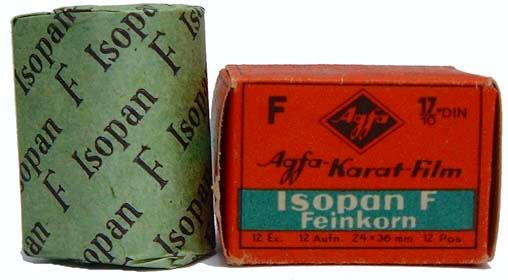 Isopan F
Isopan F
Isopan F
Isopan F
F Agfa 17/10 °DIN
Agfa-Karat-Film
Isopan F
Feinkorn
12 Ex. 12 Aufn. 24×36 mm 12 Pos